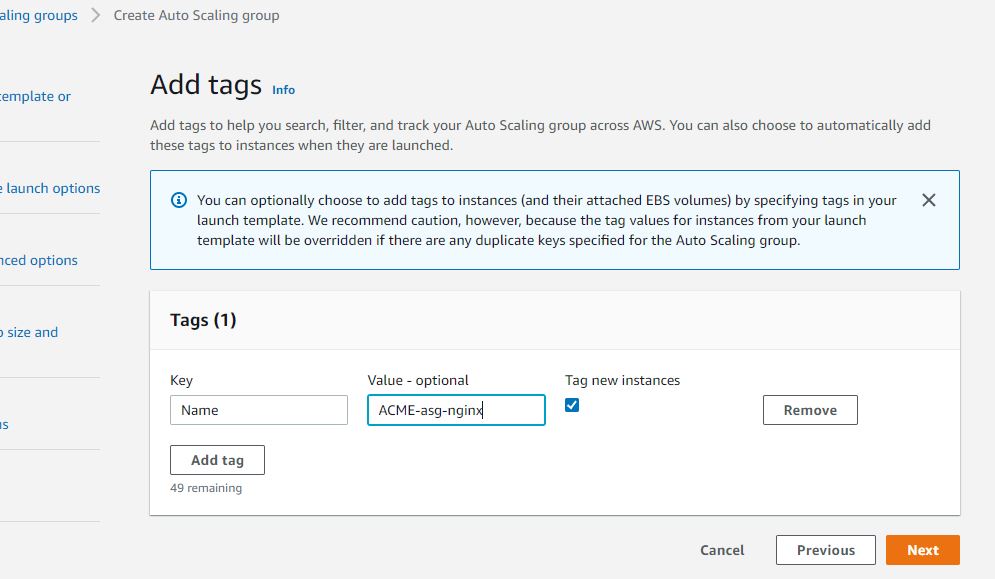 aling groups > Create Auto Scaling group
template or
e launch options
nced options
o size and
s
Add tags Info
Add tags to help you search, filter, and track your Auto Scaling group across AWS. You can also choose to automatically add
these tags to instances when they are launched.
You can optionally choose to add tags to instances (and their attached EBS volumes) by specifying tags in your
launch template. We recommend caution, however, because the tag values for instances from your launch
template will be overridden if there are any duplicate keys specified for the Auto Scaling group.
Tags (1)
Key Value - optional Tag new instances
Name ACME-asg-nginx Remove
Add tag
49 remaining
Cancel Previous Next